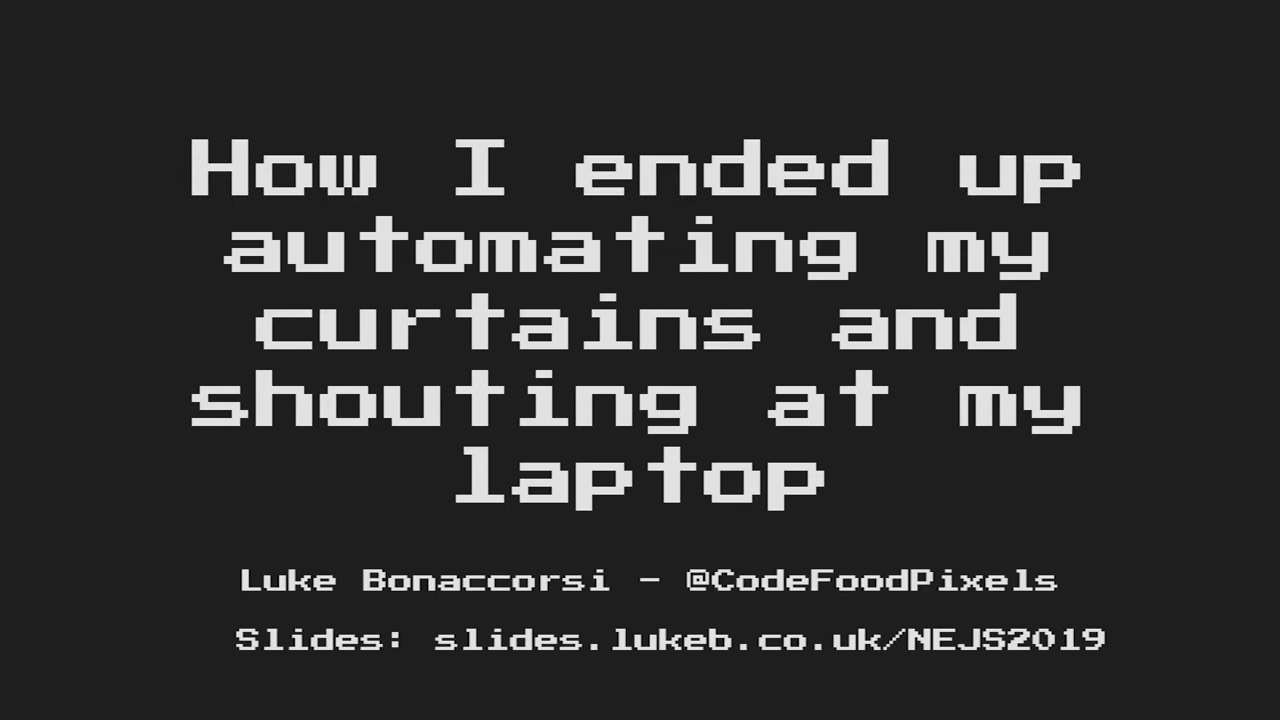 How I ended up
automating my
curtains and
shouting at my
laptop
Luke Bonaccorsi - @CodeFoodPixels
Slides: slides.lukeb.co.uk/NEJS2019